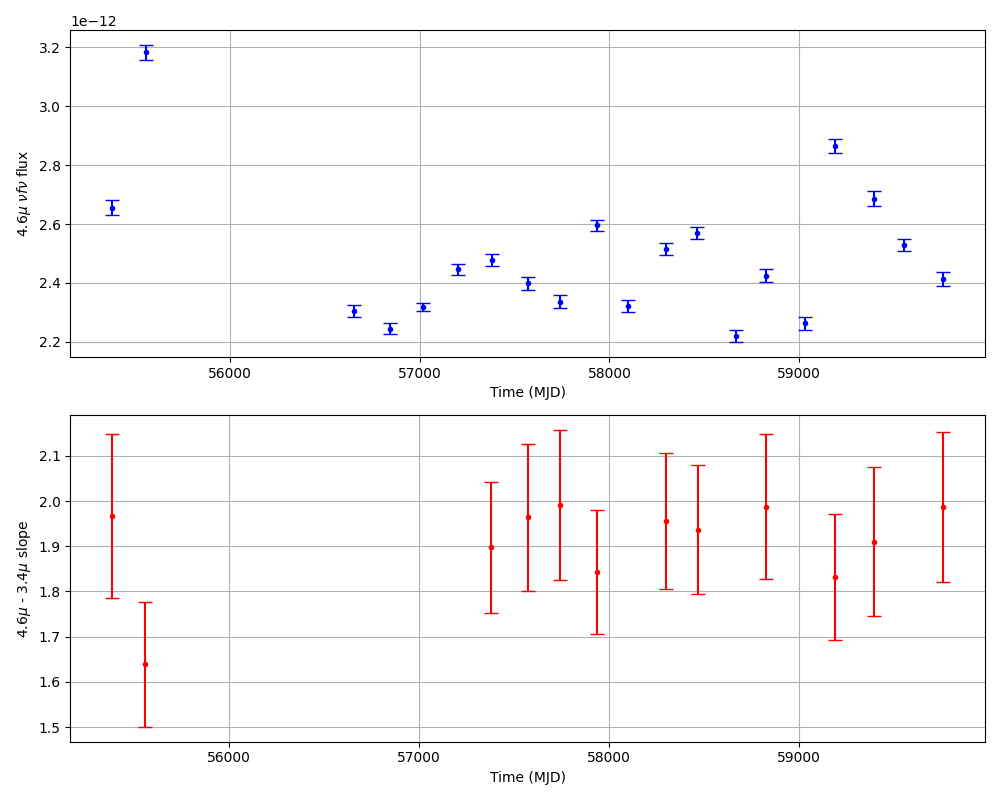 1e−12
3.2
3.0
2.8
2.6
2.4
2.2
4.6μ νfν flux
56000 57000 58000 59000
Time (MJD)
2.1
2.0
1.9
1.8
1.7
1.6
1.5
4.6μ - 3.4μ slope
56000 57000 58000 59000
Time (MJD)